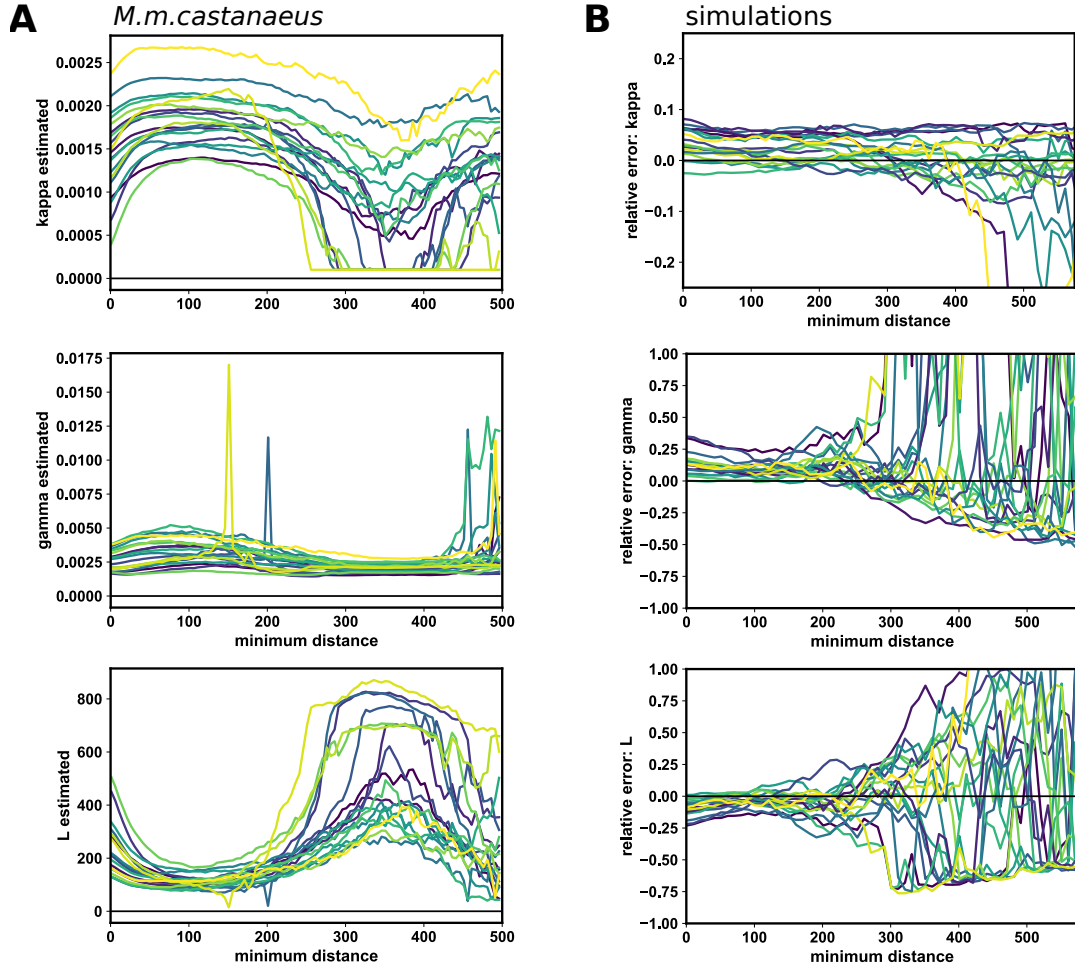 A M.m.castanaeus
B simulations
kappa estimated
0.0025
0.0020
0.0015
0.0010
0.0005
0.0000
0 100 200 300 400 500
relative error: kappa
0.2
0.1
0.0
−0.1
−0.2
0 100 200 300 400 500
minimum distance
gamma estimated
0.0175
0.0150
0.0125
0.0100
0.0075
0.0050
0.0025
0.0000
0 100 200 300 400 500
minimum distance
relative error: gamma
1.00
0.75
0.50
0.25
0.00
−0.25
−0.50
−0.75
−1.00
0 100 200 300 400 500
minimum distance
L estimated
800
600
400
200
0
0 100 200 300 400 500
minimum distance
relative error: L
1.00
0.75
0.50
0.25
0.00
−0.25
−0.50
−0.75
−1.00
0 100 200 300 400 500
minimum distance